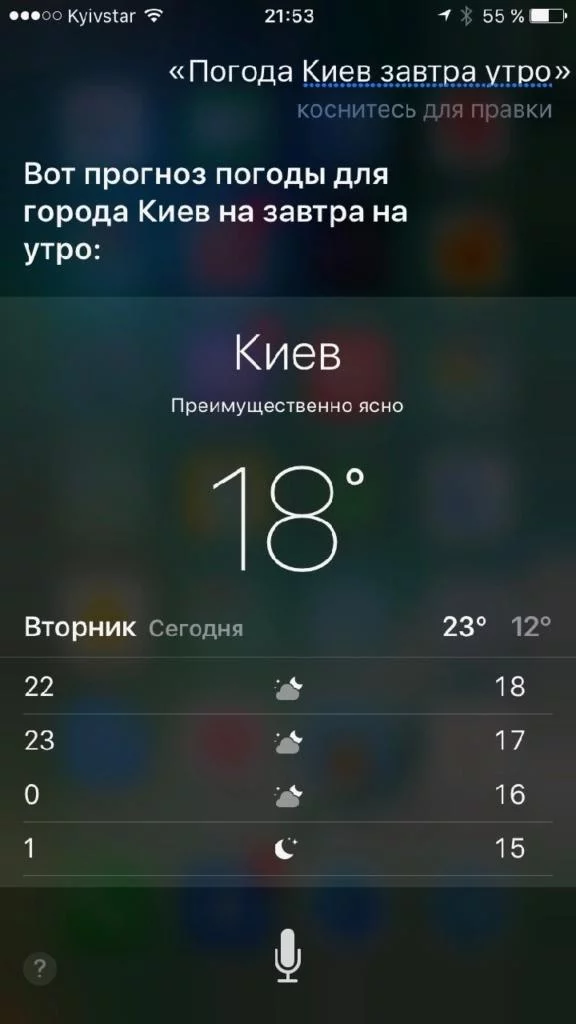 Kyivstar 21:53 55 %
«Погода Киев завтра утро»
коснитесь для правки
Вот прогноз погоды для
города Киев на завтра на
утро:
Киев
Преимущественно ясно
18°
Вторник Сегодня 23° 12°
22 18
23 17
0 16
1 15
?